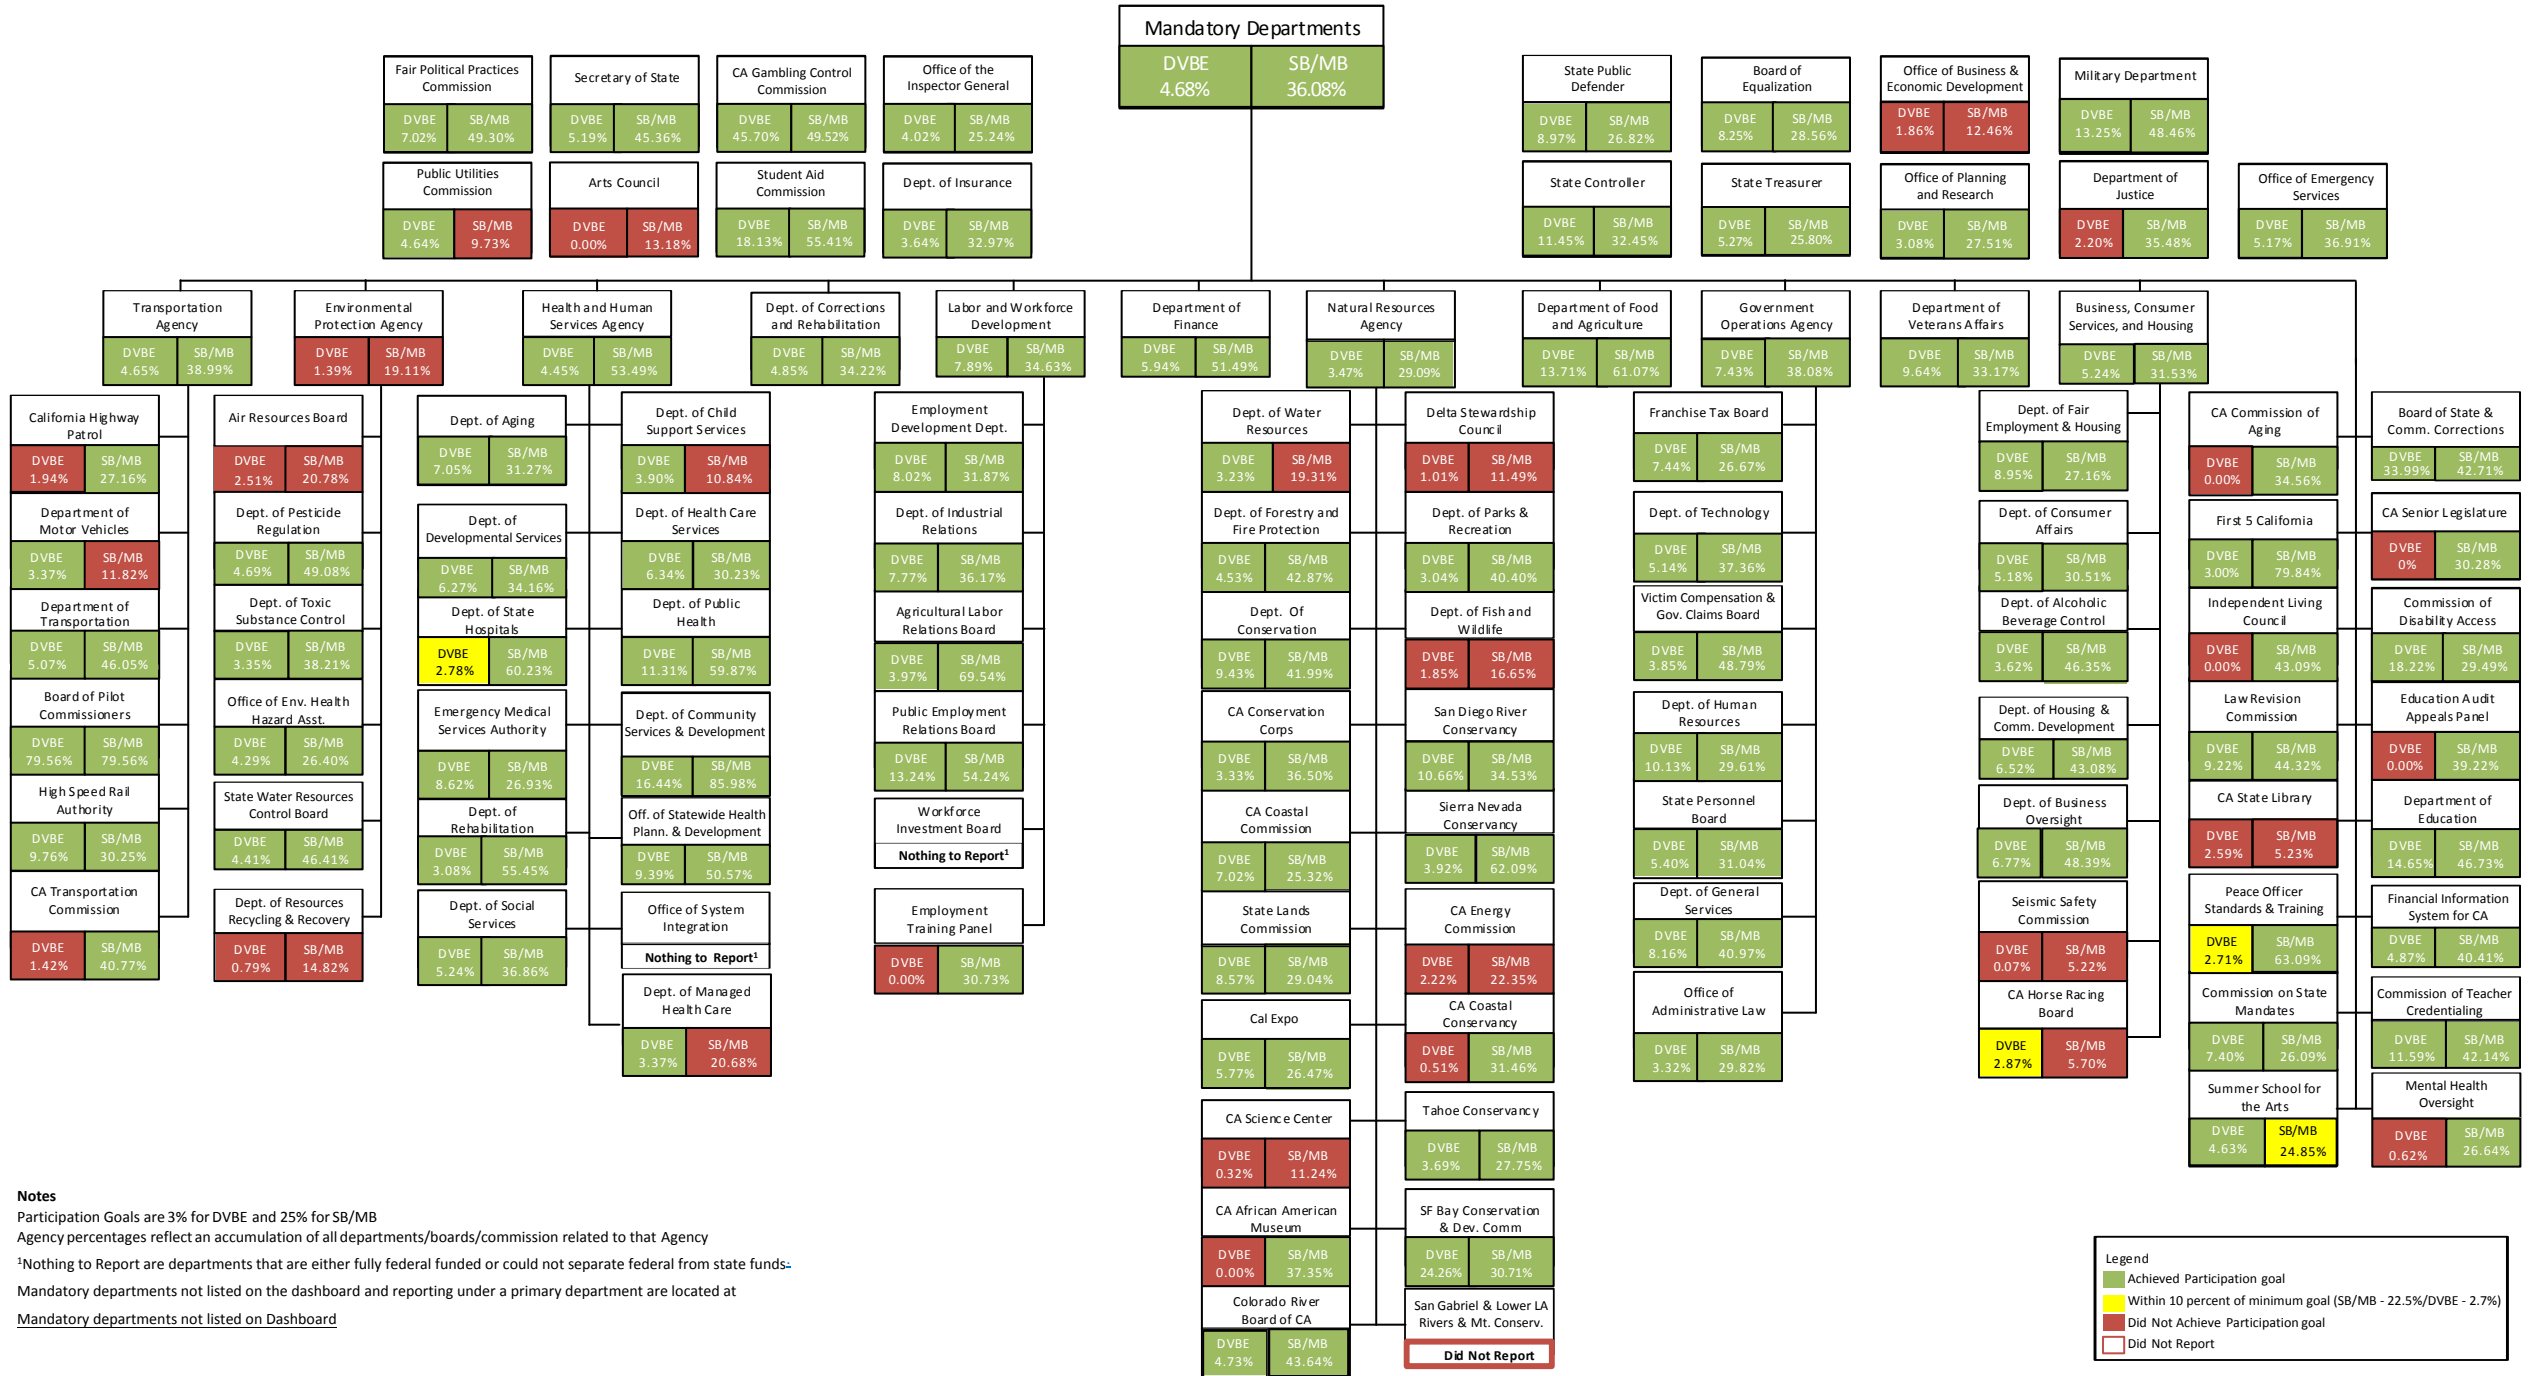 Mandatory Departments
DVBE SB/MB
4.68% 36.08%
Fair Political Practices
Commission
DVBE SB/MB
7.02% 49.30%
Secretary of State
DVBE SB/MB
5.19% 45.36%
CA Gambling Control
Commission
DVBE SB/MB
45.70% 49.52%
Office of the
Inspector General
DVBE SB/MB
4.02% 25.24%
State Public
Defender
DVBE SB/MB
8.97% 26.82%
Board of
Equalization
DVBE SB/MB
8.25% 28.56%
Office of Business &
Economic Development
DVBE SB/MB
1.86% 12.46%
Military Department
DVBE SB/MB
13.25% 48.46%
Public Utilities
Commission
DVBE SB/MB
4.64% 9.73%
Arts Council
DVBE SB/MB
0.00% 13.18%
Student Aid
Commission
DVBE SB/MB
18.13% 55.41%
Dept. of Insurance
DVBE SB/MB
3.64% 32.97%
State Controller
DVBE SB/MB
11.45% 32.45%
State Treasurer
DVBE SB/MB
5.27% 25.80%
Office of Planning
and Research
DVBE SB/MB
3.08% 27.51%
Department of
Justice
DVBE SB/MB
2.20% 35.48%
Office of Emergency
Services
DVBE SB/MB
5.17% 36.91%
Transportation
Agency
DVBE SB/MB
4.65% 38.99%
Environmental
Protection Agency
DVBE SB/MB
1.39% 19.11%
Health and Human
Services Agency
DVBE SB/MB
4.45% 53.49%
Dept. of Corrections
and Rehabilitation
DVBE SB/MB
4.85% 34.22%
Labor and Workforce
Development
DVBE SB/MB
7.89% 34.63%
Department of
Finance
DVBE SB/MB
5.94% 51.49%
Natural Resources
Agency
DVBE SB/MB
3.47% 29.09%
Department of Food
and Agriculture
DVBE SB/MB
13.71% 61.07%
Government
Operations Agency
DVBE SB/MB
7.43% 38.08%
Department of
Veterans Affairs
DVBE SB/MB
9.64% 33.17%
Business, Consumer
Services, and Housing
DVBE SB/MB
5.24% 31.53%
California Highway
Patrol
DVBE SB/MB
1.94% 27.16%
Department of
Motor Vehicles
DVBE SB/MB
3.37% 11.82%
Department of
Transportation
DVBE SB/MB
5.07% 46.05%
Board of Pilot
Commissioners
DVBE SB/MB
79.56% 79.56%
High Speed Rail
Authority
DVBE SB/MB
9.76% 30.25%
CA Transportation
Commission
DVBE SB/MB
1.42% 40.77%
Air Resources Board
DVBE SB/MB
2.51% 20.78%
Dept. of Pesticide
Regulation
DVBE SB/MB
4.69% 49.08%
Dept. of Toxic
Substance Control
DVBE SB/MB
3.35% 38.21%
Office of Env. Health
Hazard Asst.
DVBE SB/MB
4.29% 26.40%
State Water Resources
Control Board
DVBE SB/MB
4.41% 46.41%
Dept. of Resources
Recycling & Recovery
DVBE SB/MB
0.79% 14.82%
Dept. of Aging
DVBE SB/MB
7.05% 31.27%
Dept. of
Developmental Services
DVBE SB/MB
6.27% 34.16%
Dept. of State
Hospitals
DVBE SB/MB
2.78% 60.23%
Emergency Medical
Services Authority
DVBE SB/MB
8.62% 26.93%
Dept. of
Rehabilitation
DVBE SB/MB
3.08% 55.45%
Dept. of Social
Services
DVBE SB/MB
5.24% 36.86%
Dept. of Child
Support Services
DVBE SB/MB
3.90% 10.84%
Dept. of Health Care
Services
DVBE SB/MB
6.34% 30.23%
Dept. of Public
Health
DVBE SB/MB
11.31% 59.87%
Dept. of Community
Services & Development
DVBE SB/MB
16.44% 85.98%
Off. of Statewide Health
Plann. & Development
DVBE SB/MB
9.39% 50.57%
Office of System
Integration
Nothing to Report¹
Dept. of Managed
Health Care
DVBE SB/MB
3.37% 20.68%
Employment
Development Dept.
DVBE SB/MB
8.02% 31.87%
Dept. of Industrial
Relations
DVBE SB/MB
7.77% 36.17%
Agricultural Labor
Relations Board
DVBE SB/MB
3.97% 69.54%
Public Employment
Relations Board
DVBE SB/MB
13.24% 54.24%
Workforce
Investment Board
Nothing to Report¹
Employment
Training Panel
DVBE SB/MB
0.00% 30.73%
Dept. of Water
Resources
DVBE SB/MB
3.23% 19.31%
Dept. of Forestry and
Fire Protection
DVBE SB/MB
4.53% 42.87%
Dept. Of
Conservation
DVBE SB/MB
9.43% 41.99%
CA Conservation
Corps
DVBE SB/MB
3.33% 36.50%
CA Coastal
Commission
DVBE SB/MB
7.02% 25.32%
State Lands
Commission
DVBE SB/MB
8.57% 29.04%
Cal Expo
DVBE SB/MB
5.77% 26.47%
CA Science Center
DVBE SB/MB
0.32% 11.24%
CA African American
Museum
DVBE SB/MB
0.00% 37.35%
Colorado River
Board of CA
DVBE SB/MB
4.73% 43.64%
Delta Stewardship
Council
DVBE SB/MB
1.01% 11.49%
Dept. of Parks &
Recreation
DVBE SB/MB
3.04% 40.40%
Dept. of Fish and
Wildlife
DVBE SB/MB
1.85% 16.65%
San Diego River
Conservancy
DVBE SB/MB
10.66% 34.53%
Sierra Nevada
Conservancy
DVBE SB/MB
3.92% 62.09%
CA Energy
Commission
DVBE SB/MB
2.22% 22.35%
CA Coastal
Conservancy
DVBE SB/MB
0.51% 31.46%
Tahoe Conservancy
DVBE SB/MB
3.69% 27.75%
SF Bay Conservation
& Dev. Comm
DVBE SB/MB
24.26% 30.71%
San Gabriel & Lower LA
Rivers & Mt. Conserv.
Did Not Report
Franchise Tax Board
DVBE SB/MB
7.44% 26.67%
Dept. of Technology
DVBE SB/MB
5.14% 37.36%
Victim Compensation &
Gov. Claims Board
DVBE SB/MB
3.85% 48.79%
Dept. of Human
Resources
DVBE SB/MB
10.13% 29.61%
State Personnel
Board
DVBE SB/MB
5.40% 31.04%
Dept. of General
Services
DVBE SB/MB
8.16% 40.97%
Office of
Administrative Law
DVBE SB/MB
3.32% 29.82%
Dept. of Fair
Employment & Housing
DVBE SB/MB
8.95% 27.16%
Dept. of Consumer
Affairs
DVBE SB/MB
5.18% 30.51%
Dept. of Alcoholic
Beverage Control
DVBE SB/MB
3.62% 46.35%
Dept. of Housing &
Comm. Development
DVBE SB/MB
6.52% 43.08%
Dept. of Business
Oversight
DVBE SB/MB
6.77% 48.39%
Seismic Safety
Commission
DVBE SB/MB
0.07% 5.22%
CA Horse Racing
Board
DVBE SB/MB
2.87% 5.70%
CA Commission of
Aging
DVBE SB/MB
0.00% 34.56%
First 5 California
DVBE SB/MB
3.00% 79.84%
Independent Living
Council
DVBE SB/MB
0.00% 43.09%
Law Revision
Commission
DVBE SB/MB
9.22% 44.32%
CA State Library
DVBE SB/MB
2.59% 5.23%
Peace Officer
Standards & Training
DVBE SB/MB
2.71% 63.09%
Commission on State
Mandates
DVBE SB/MB
7.40% 26.09%
Summer School for
the Arts
DVBE SB/MB
4.63% 24.85%
Board of State &
Comm. Corrections
DVBE SB/MB
33.99% 42.71%
CA Senior Legislature
DVBE SB/MB
0% 30.28%
Commission of
Disability Access
DVBE SB/MB
18.22% 29.49%
Education Audit
Appeals Panel
DVBE SB/MB
0.00% 39.22%
Department of
Education
DVBE SB/MB
14.65% 46.73%
Financial Information
System for CA
DVBE SB/MB
4.87% 40.41%
Commission of Teacher
Credentialing
DVBE SB/MB
11.59% 42.14%
Mental Health
Oversight
DVBE SB/MB
0.62% 26.64%
Notes
Participation Goals are 3% for DVBE and 25% for SB/MB
Agency percentages reflect an accumulation of all departments/boards/commission related to that Agency
¹Nothing to Report are departments that are either fully federal funded or could not separate federal from state funds.
Mandatory departments not listed on the dashboard and reporting under a primary department are located at
Mandatory departments not listed on Dashboard
Legend
Achieved Participation goal
Within 10 percent of minimum goal (SB/MB - 22.5%/DVBE - 2.7%)
Did Not Achieve Participation goal
Did Not Report